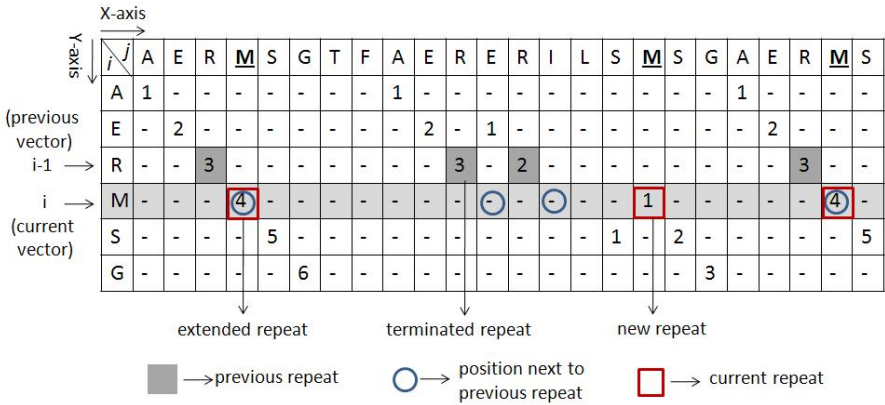 X-axis
Y-axis
i j A E R M S G T F A E R E R I L S M S G A E R M S
A 1 - - - - - - - 1 - - - - - - - - - - 1 - - - -
(previous vector)
E - 2 - - - - - - - 2 - 1 - - - - - - - - 2 - - -
i-1 R - - 3 - - - - - - - 3 - 2 - - - - - - - - 3 - -
i M - - - 4 - - - - - - - - - - - - 1 - - - - - 4 -
(current vector)
S - - - - 5 - - - - - - - - - - 1 - 2 - - - - - 5
G - - - - - 6 - - - - - - - - - - - - 3 - - - - -
extended repeat terminated repeat new repeat
previous repeat
position next to previous repeat
current repeat